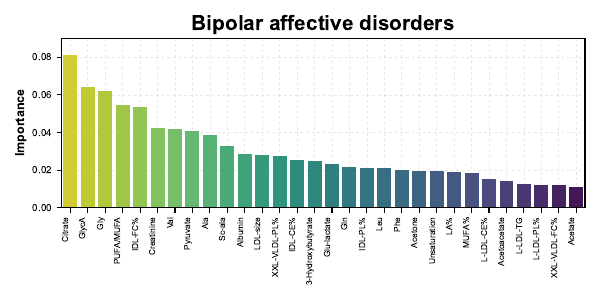 Bipolar affective disorders
Importance
0.08
0.06
0.04
0.02
0.00
Citrate
GlycA
Gly
PUFA/MUFA
IDL-FC%
Creatinine
Val
Pyruvate
Ala
Sc-ala
Albumin
LDL-size
XXL-VLDL-PL%
IDL-CE%
3-Hydroxybutyrate
Glu-lactate
Gln
IDL-PL%
Leu
Phe
Acetone
Unsaturation
LA%
MUFA%
L-LDL-CE%
Acetoacetate
L-LDL-TG
L-LDL-PL%
XXL-VLDL-FC%
Acetate